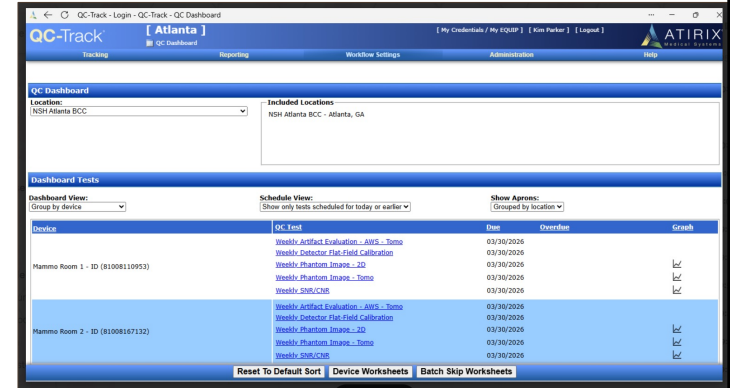 QC-Track - Login - QC-Track - QC Dashboard
QC-Track
[ Atlanta ]
QC Dashboard
[ My Credentials / My EQUIP ] [ Kim Parker ] [ Logout ]
ATIRIX
Medical Systems
Tracking Reporting Workflow Settings Administration Help
QC Dashboard
Location:
NSH Atlanta BCC
Included Locations
NSH Atlanta BCC - Atlanta, GA
Dashboard Tests
Dashboard View: Schedule View: Show Aprons:
Group by device Show only tests scheduled for today or earlier Grouped by location
Device QC Test Due Overdue Graph
Weekly Artifact Evaluation - AWS - Tomo 03/30/2026
Weekly Detector Flat-Field Calibration 03/30/2026
Mammo Room 1 - ID (81008110953) Weekly Phantom Image - 2D 03/30/2026
Weekly Phantom Image - Tomo 03/30/2026
Weekly SNR/CNR 03/30/2026
Weekly Artifact Evaluation - AWS - Tomo 03/30/2026
Weekly Detector Flat-Field Calibration 03/30/2026
Mammo Room 2 - ID (81008167132) Weekly Phantom Image - 2D 03/30/2026
Weekly Phantom Image - Tomo 03/30/2026
Weekly SNR/CNR 03/30/2026
Reset To Default Sort Device Worksheets Batch Skip Worksheets